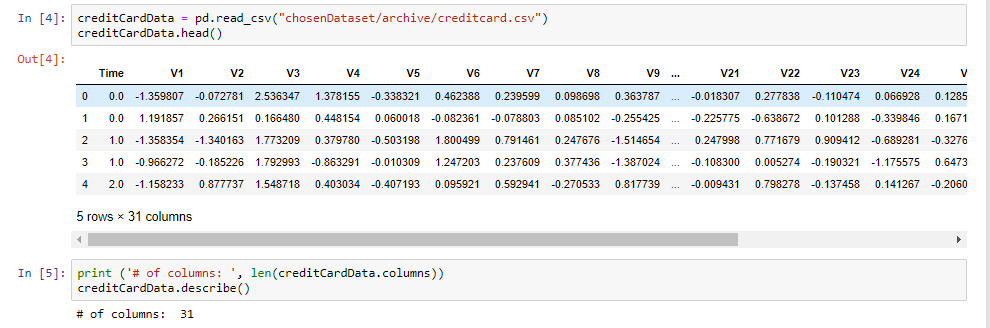 In [4]: creditCardData = pd.read_csv("chosenDataset/archive/creditcard.csv")
creditCardData.head()
Out[4]:
Time V1 V2 V3 V4 V5 V6 V7 V8 V9 ... V21 V22 V23 V24 V
0 0.0 -1.359807 -0.072781 2.536347 1.378155 -0.338321 0.462388 0.239599 0.098698 0.363787 ... -0.018307 0.277838 -0.110474 0.066928 0.1285
1 0.0 1.191857 0.266151 0.166480 0.448154 0.060018 -0.082361 -0.078803 0.085102 -0.255425 ... -0.225775 -0.638672 0.101288 -0.339846 0.1671
2 1.0 -1.358354 -1.340163 1.773209 0.379780 -0.503198 1.800499 0.791461 0.247676 -1.514654 ... 0.247998 0.771679 0.909412 -0.689281 -0.3276
3 1.0 -0.966272 -0.185226 1.792993 -0.863291 -0.010309 1.247203 0.237609 0.377436 -1.387024 ... -0.108300 0.005274 -0.190321 -1.175575 0.6473
4 2.0 -1.158233 0.877737 1.548718 0.403034 -0.407193 0.095921 0.592941 -0.270533 0.817739 ... -0.009431 0.798278 -0.137458 0.141267 -0.2060
5 rows × 31 columns
In [5]: print ('# of columns: ', len(creditCardData.columns))
creditCardData.describe()
# of columns:  31